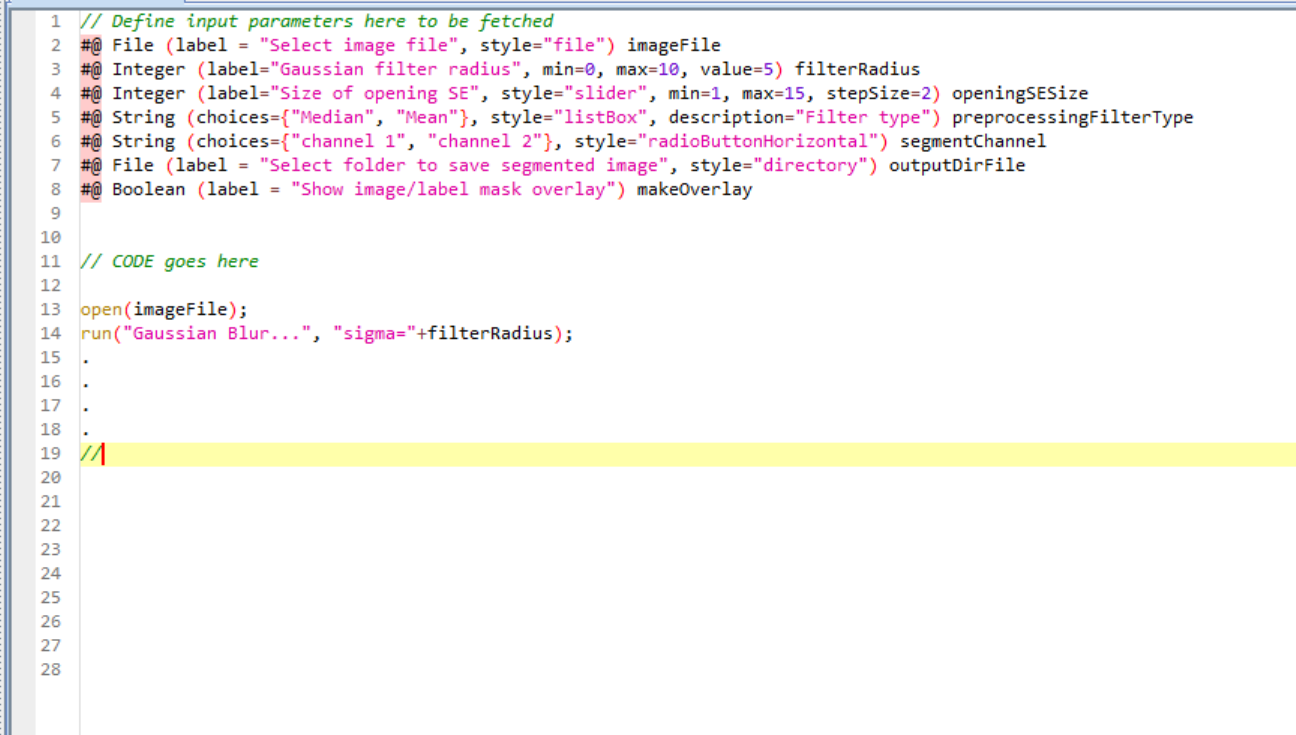 1 // Define input parameters here to be fetched
2 #@ File (label = "Select image file", style="file") imageFile
3 #@ Integer (label="Gaussian filter radius", min=0, max=10, value=5) filterRadius
4 #@ Integer (label="Size of opening SE", style="slider", min=1, max=15, stepSize=2) openingSESize
5 #@ String (choices={"Median", "Mean"}, style="listBox", description="Filter type") preprocessingFilterType
6 #@ String (choices={"channel 1", "channel 2"}, style="radioButtonHorizontal") segmentChannel
7 #@ File (label = "Select folder to save segmented image", style="directory") outputDirFile
8 #@ Boolean (label = "Show image/label mask overlay") makeOverlay
9
10
11 // CODE goes here
12
13 open(imageFile);
14 run("Gaussian Blur...", "sigma="+filterRadius);
15 .
16 .
17 .
18 .
19 //
20
21
22
23
24
25
26
27
28